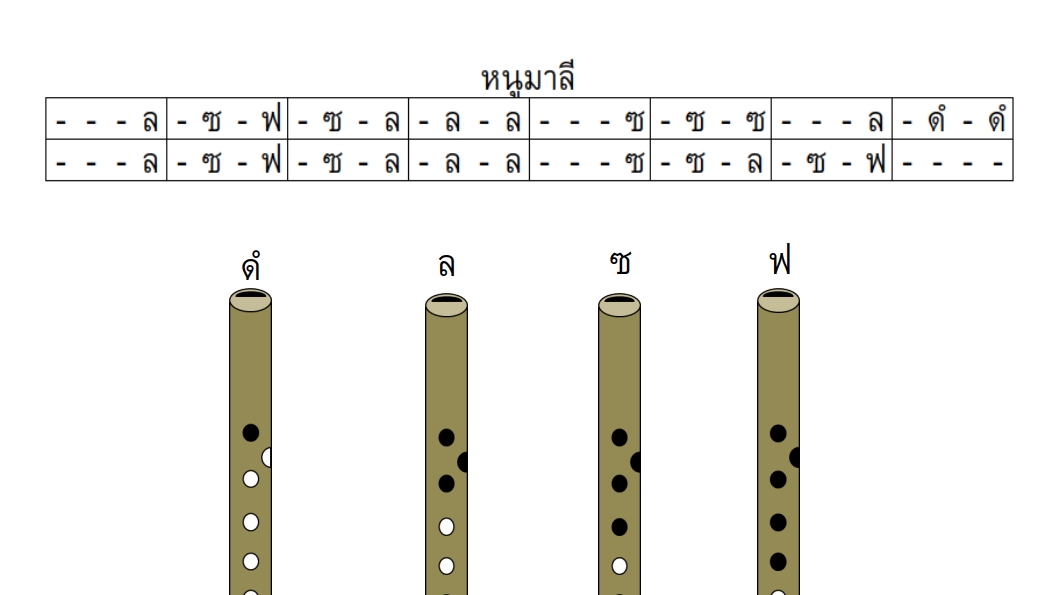 หนูมาลี
- - - ล - ซ - ฟ - ซ - ล - ล - ล - - - ซ - ซ - ซ - - - ล - ดํ - ดํ
- - - ล - ซ - ฟ - ซ - ล - ล - ล - - - ซ - ซ - ล - ซ - ฟ - - - -
ดํ ล ซ ฟ